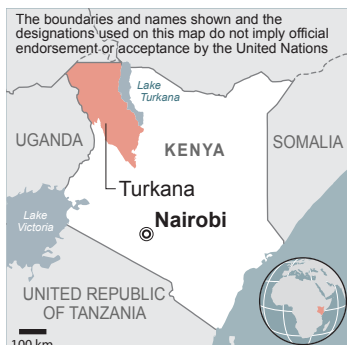 The boundaries and names shown and the
designations used on this map do not imply official
endorsement or acceptance by the United Nations
Lake
Turkana
UGANDA
KENYA
SOMALIA
Turkana
Lake
Victoria
Nairobi
UNITED REPUBLIC
OF TANZANIA
100 km